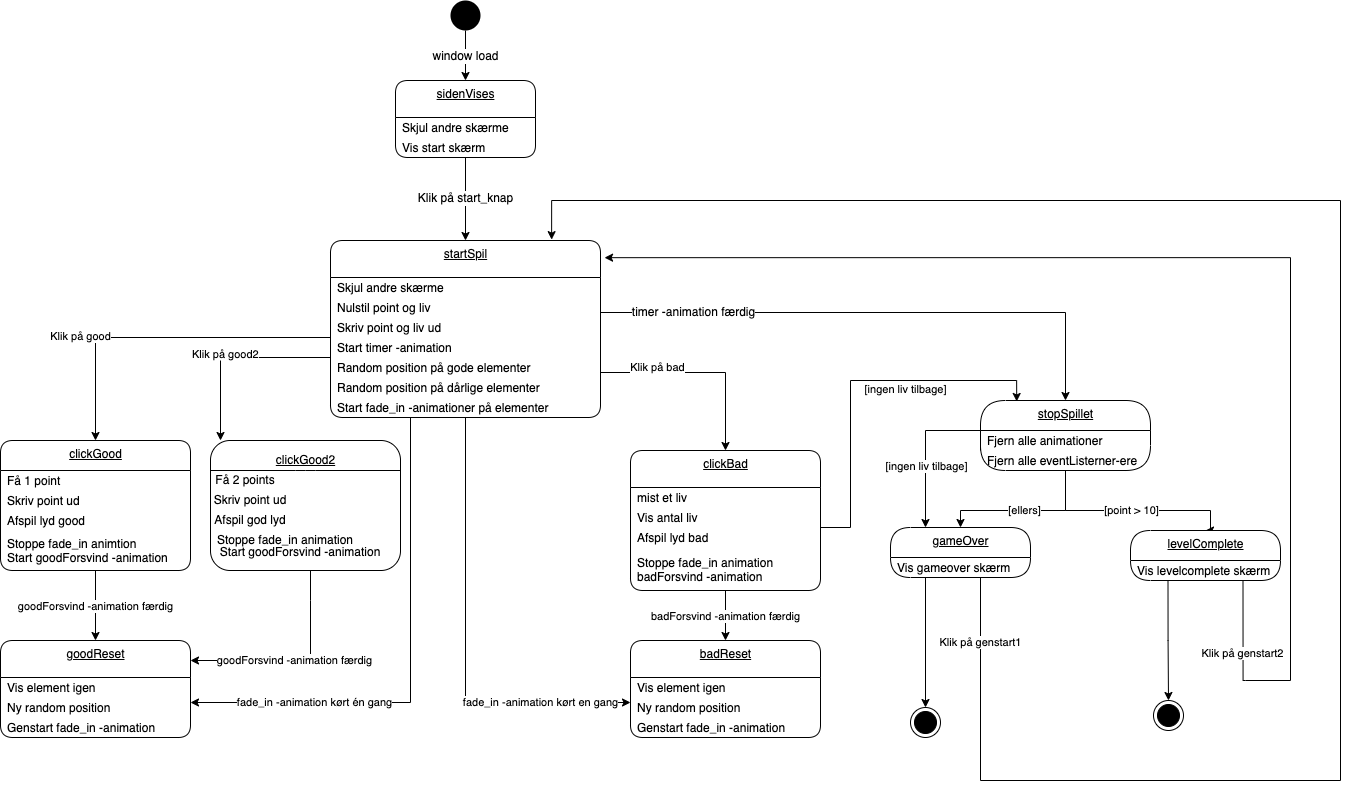 window load
sidenVises
Skjul andre skærme
Vis start skærm
Klik på start_knap
startSpil
Skjul andre skærme
Nulstil point og liv
Skriv point og liv ud
Start timer -animation
Random position på gode elementer
Random position på dårlige elementer
Start fade_in -animationer på elementer
timer -animation færdig
Klik på good
Klik på good2
Klik på bad
[ingen liv tilbage]
stopSpillet
Fjern alle animationer
Fjern alle eventListerner-ere
clickGood
Få 1 point
Skriv point ud
Afspil lyd good
Stoppe fade_in animtion
Start goodForsvind -animation
clickGood2
Få 2 points
Skriv point ud
Afspil god lyd
Stoppe fade_in animation
Start goodForsvind -animation
clickBad
mist et liv
Vis antal liv
Afspil lyd bad
Stoppe fade_in animation
badForsvind -animation
[ingen liv tilbage]
[ellers]
[point > 10]
gameOver
Vis gameover skærm
levelComplete
Vis levelcomplete skærm
goodForsvind -animation færdig
badForsvind -animation færdig
Klik på genstart1
Klik på genstart2
goodReset
Vis element igen
Ny random position
Genstart fade_in -animation
goodForsvind -animation færdig
fade_in -animation kørt én gang
fade_in -animation kørt en gang
badReset
Vis element igen
Ny random position
Genstart fade_in -animation